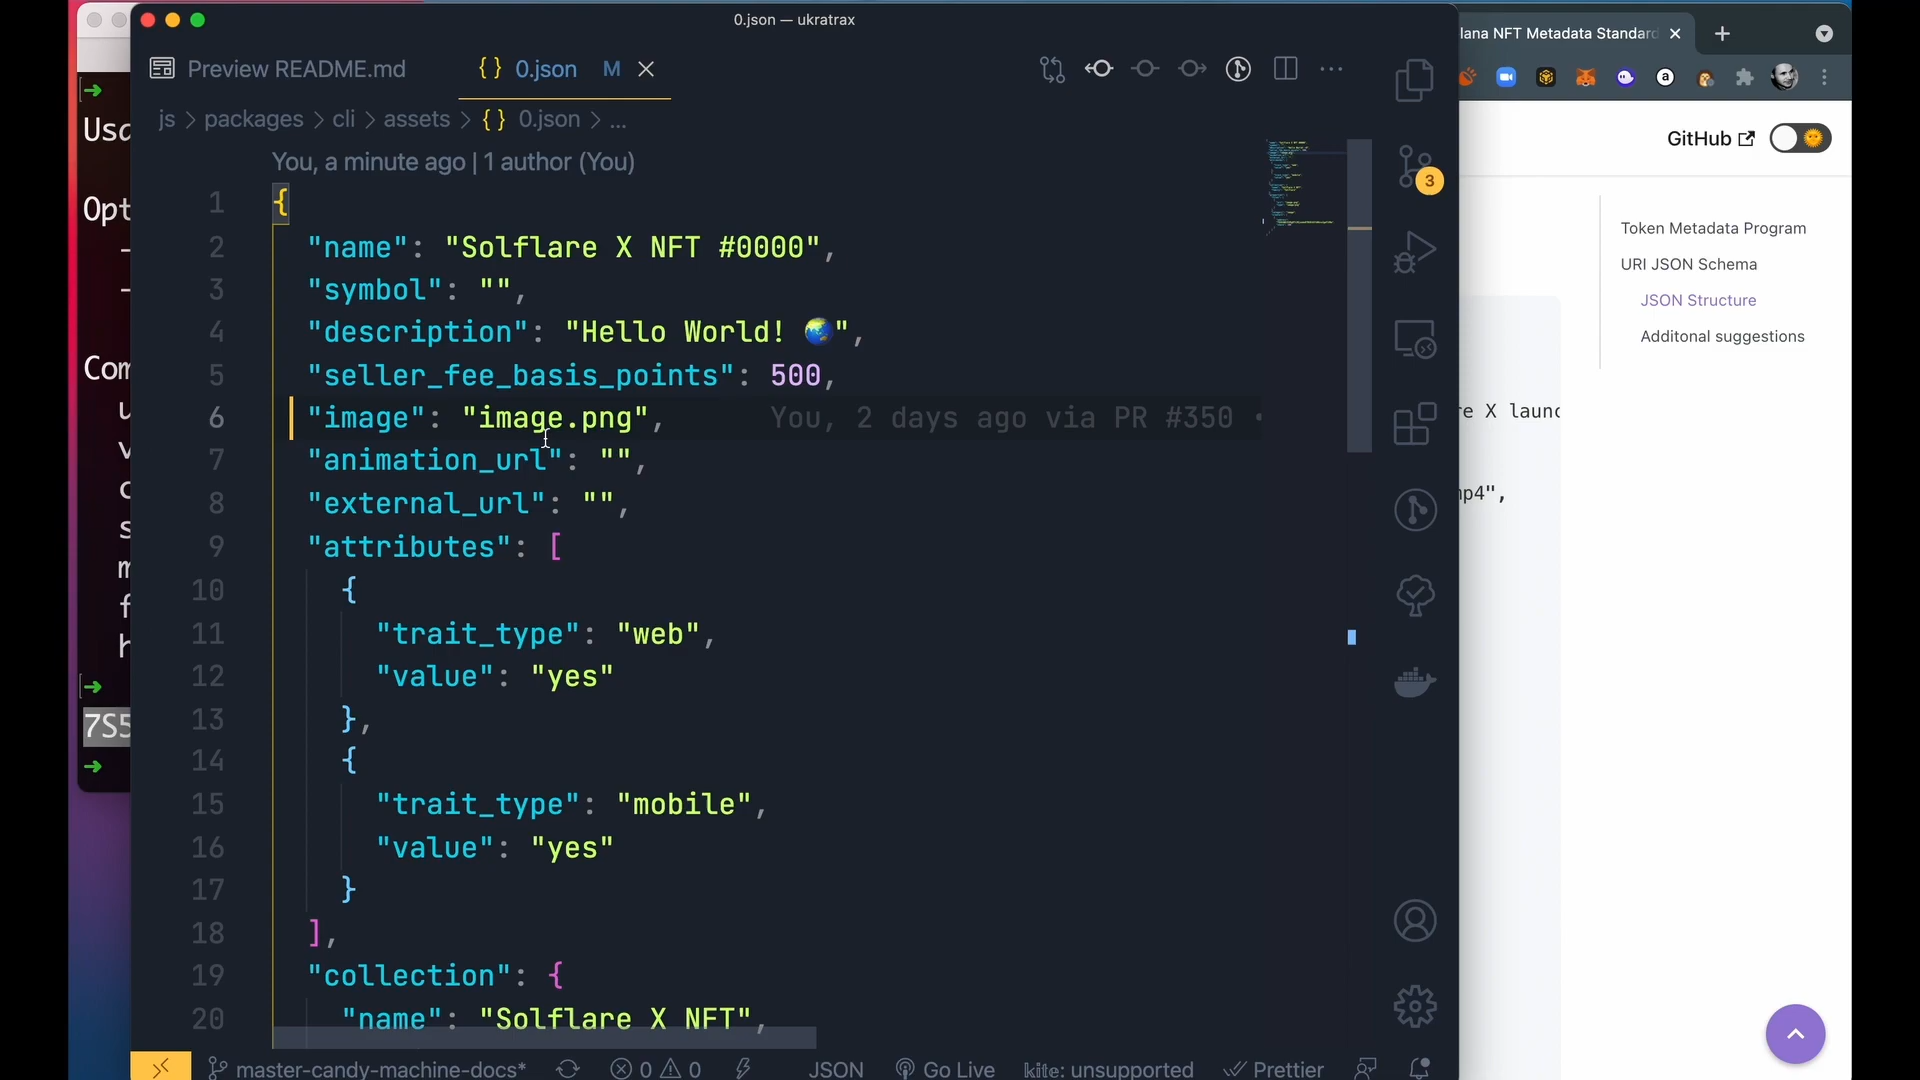 0.json — ukratrax
lana NFT Metadata Standard
Preview README.md
{} 0.json M
js > packages > cli > assets > {} 0.json > ...
You, a minute ago | 1 author (You)
GitHub
3
1 {
2 "name": "Solflare X NFT #0000",
3 "symbol": "",
4 "description": "Hello World! 🌏",
5 "seller_fee_basis_points": 500,
6 "image": "image.png", You, 2 days ago via PR #350 •
7 "animation_url": "",
8 "external_url": "",
9 "attributes": [
10 {
11 "trait_type": "web",
12 "value": "yes"
13 },
14 {
15 "trait_type": "mobile",
16 "value": "yes"
17 }
18 ],
19 "collection": {
20 "name": "Solflare X NFT",
Token Metadata Program
URI JSON Schema
JSON Structure
Additonal suggestions
re X launc
mp4",
Usa
Opt
Com
7S5
master-candy-machine-docs* 0 0 JSON Go Live kite: unsupported Prettier